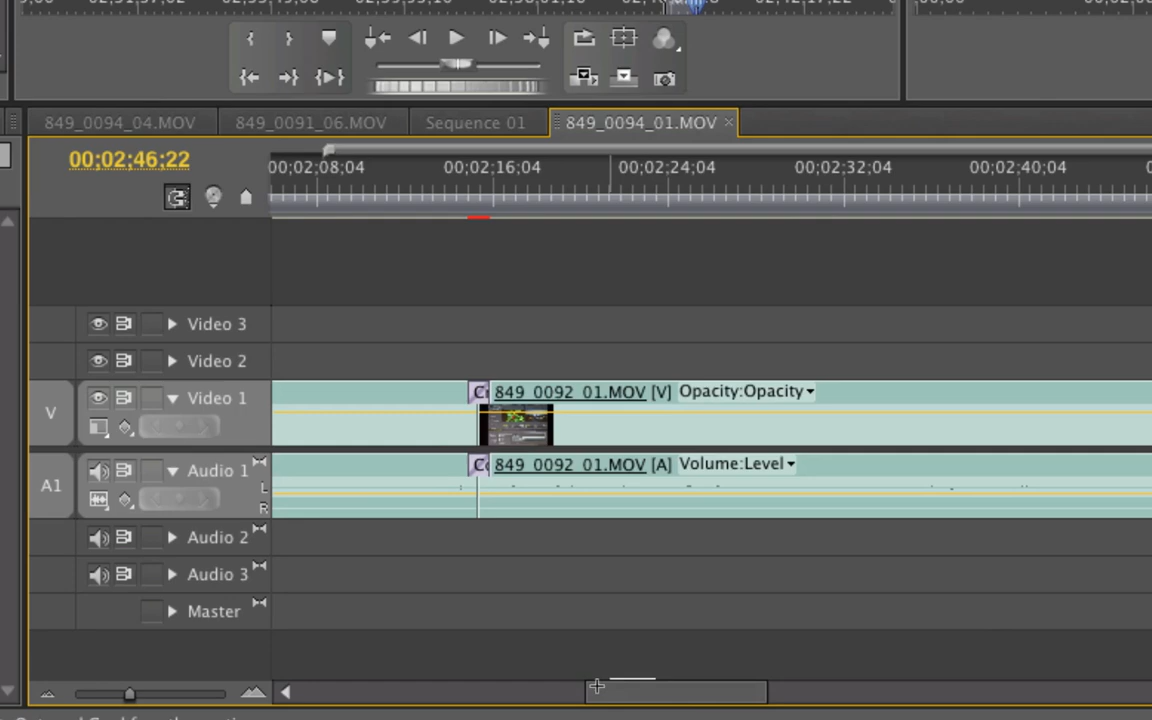 849_0094_04.MOV 849_0091_06.MOV Sequence 01 849_0094_01.MOV
00;02;46;22
00;02;08;04 00;02;16;04 00;02;24;04 00;02;32;04 00;02;40;04
Video 3
Video 2
Video 1
V
849_0092_01.MOV [V] Opacity:Opacity
Audio 1
A1
L
R
849_0092_01.MOV [A] Volume:Level
Audio 2
Audio 3
Master